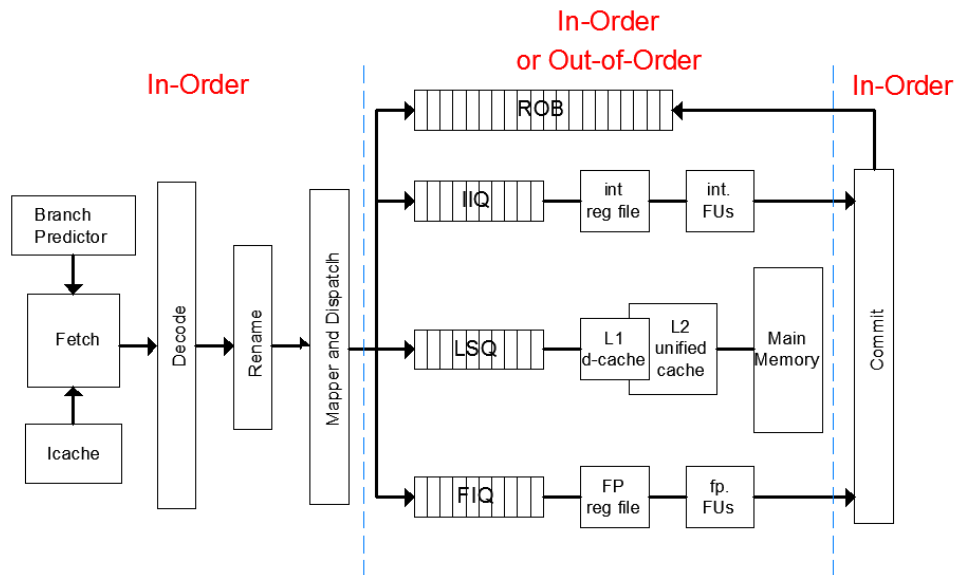 In-Order
In-Order
or Out-of-Order
In-Order
ROB
IIQ
int
reg file
int.
FUs
Branch
Predictor
Fetch
Icache
Decode
Rename
Mapper and Dispatclh
LSQ
L1
d-cache
L2
unified
cache
Main
Memory
Commit
FIQ
FP
reg file
fp.
FUs